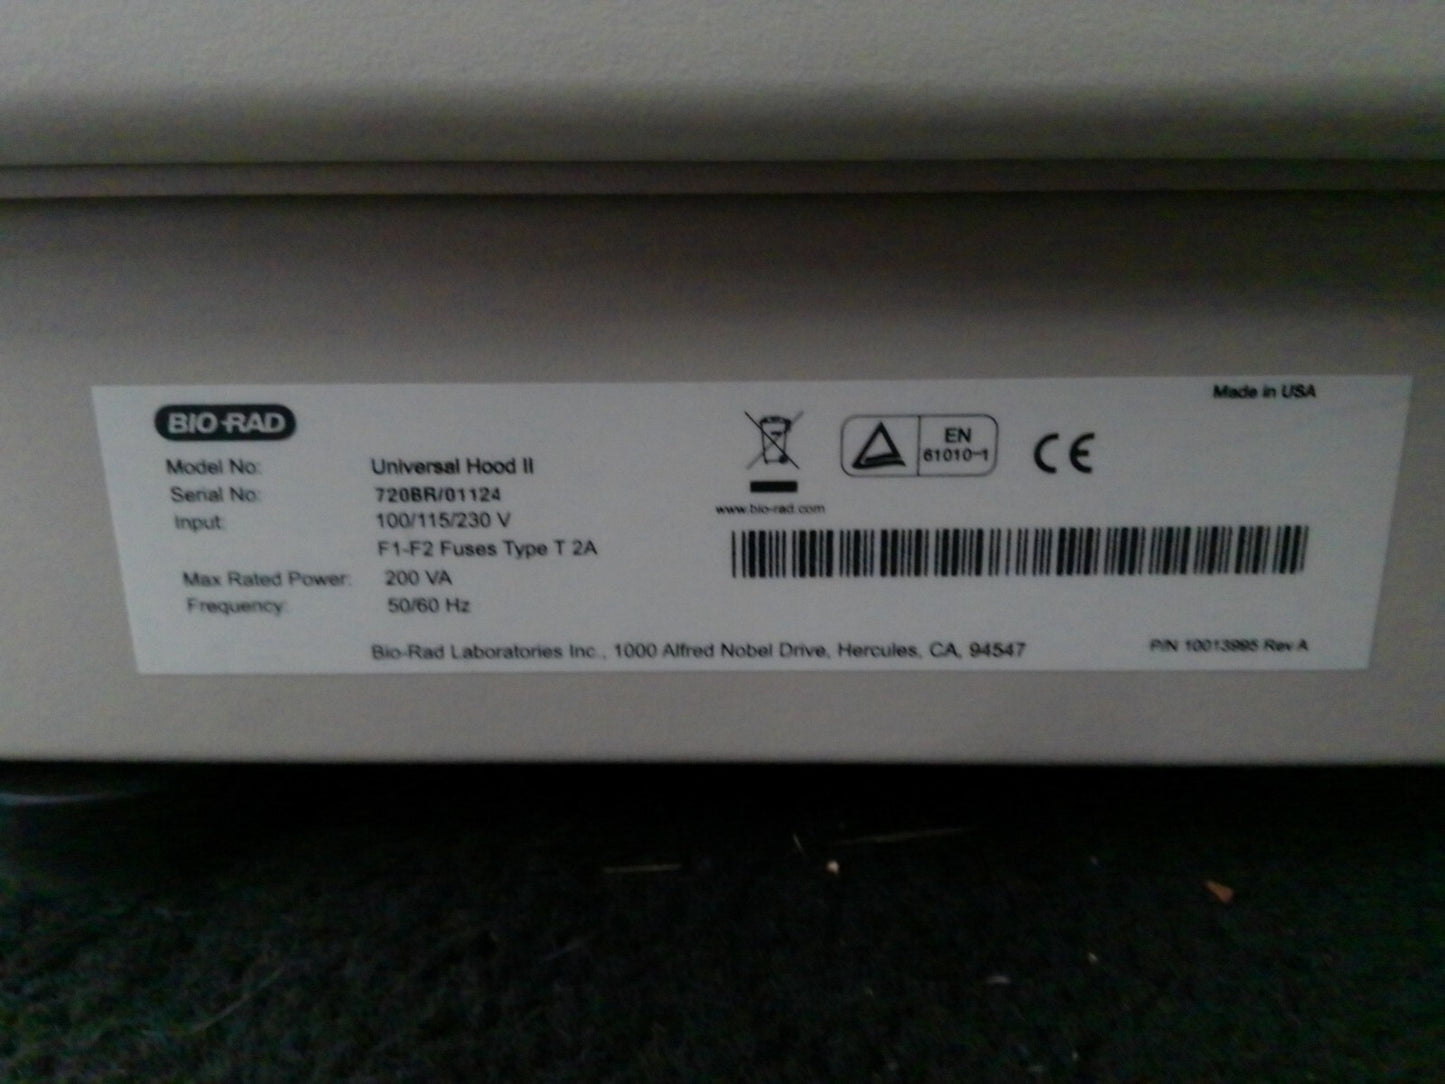 Made in USA
BIO-RAD
Model No: Universal Hood II
Serial No: 720BR/01124
Input: 100/115/230 V
F1-F2 Fuses Type T 2A
Max Rated Power: 200 VA
Frequency: 50/60 Hz
www.bio-rad.com
EN
61010-1
CE
Bio-Rad Laboratories Inc., 1000 Alfred Nobel Drive, Hercules, CA, 94547
P/N 10013995 Rev A